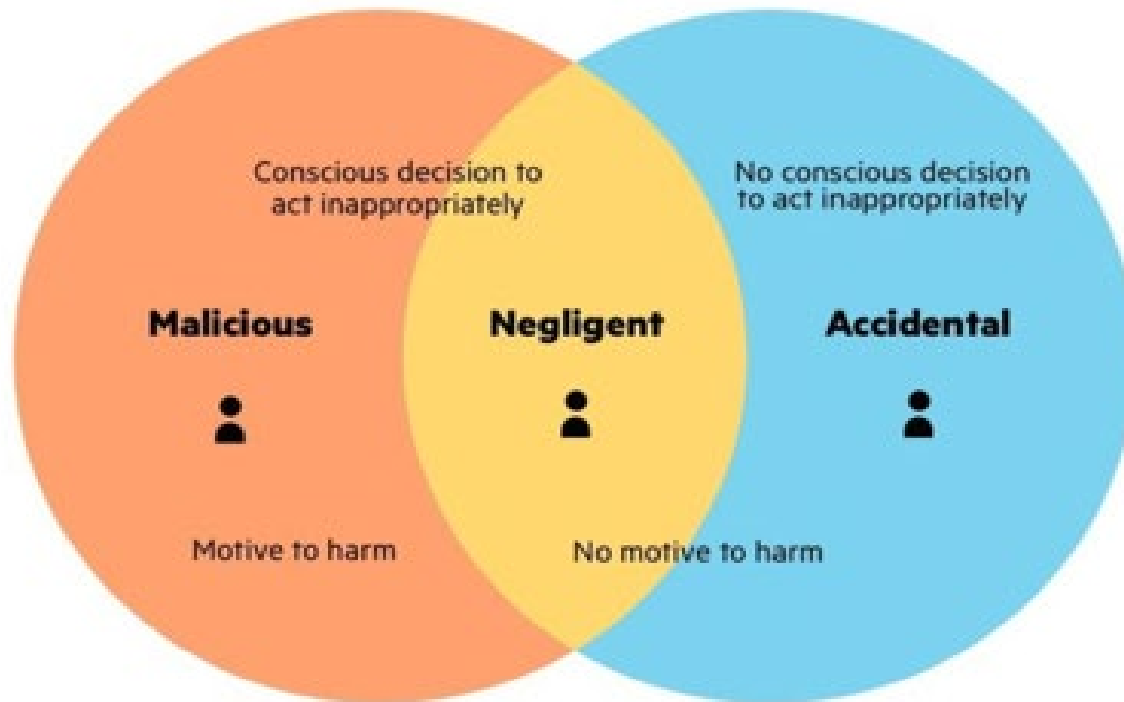 Conscious decision to
act inappropriately
No conscious decision
to act inappropriately
Malicious
Negligent
Accidental
Motive to harm
No motive to harm